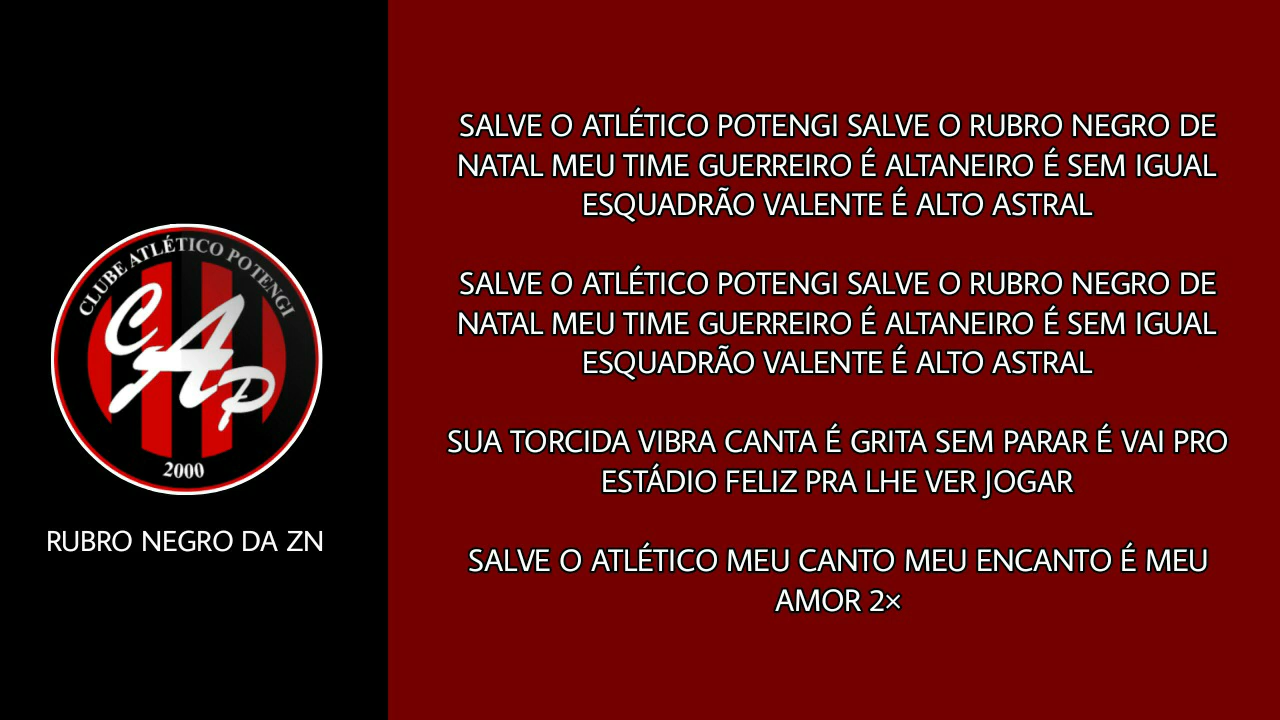 CLUBE ATLÉTICO POTENGI
CAP
2000
RUBRO NEGRO DA ZN
SALVE O ATLÉTICO POTENGI SALVE O RUBRO NEGRO DE
NATAL MEU TIME GUERREIRO É ALTANEIRO É SEM IGUAL
ESQUADRÃO VALENTE É ALTO ASTRAL
SALVE O ATLÉTICO POTENGI SALVE O RUBRO NEGRO DE
NATAL MEU TIME GUERREIRO É ALTANEIRO É SEM IGUAL
ESQUADRÃO VALENTE É ALTO ASTRAL
SUA TORCIDA VIBRA CANTA É GRITA SEM PARAR É VAI PRO
ESTÁDIO FELIZ PRA LHE VER JOGAR
SALVE O ATLÉTICO MEU CANTO MEU ENCANTO É MEU
AMOR 2×